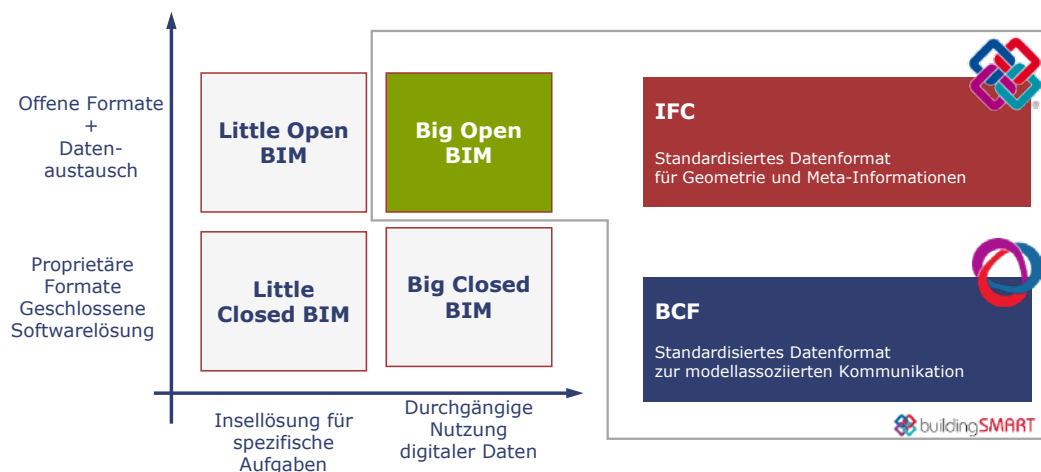 Offene Formate
+
Daten-
austausch
Little Open
BIM
Big Open
BIM
IFC
Standardisiertes Datenformat
für Geometrie und Meta-Informationen
®
Proprietäre
Formate
Geschlossene
Softwarelösung
Little
Closed BIM
Big Closed
BIM
BCF
Standardisiertes Datenformat
zur modellassoziierten Kommunikation
Insellösung für
spezifische
Aufgaben
Durchgängige
Nutzung
digitaler Daten
buildingSMART